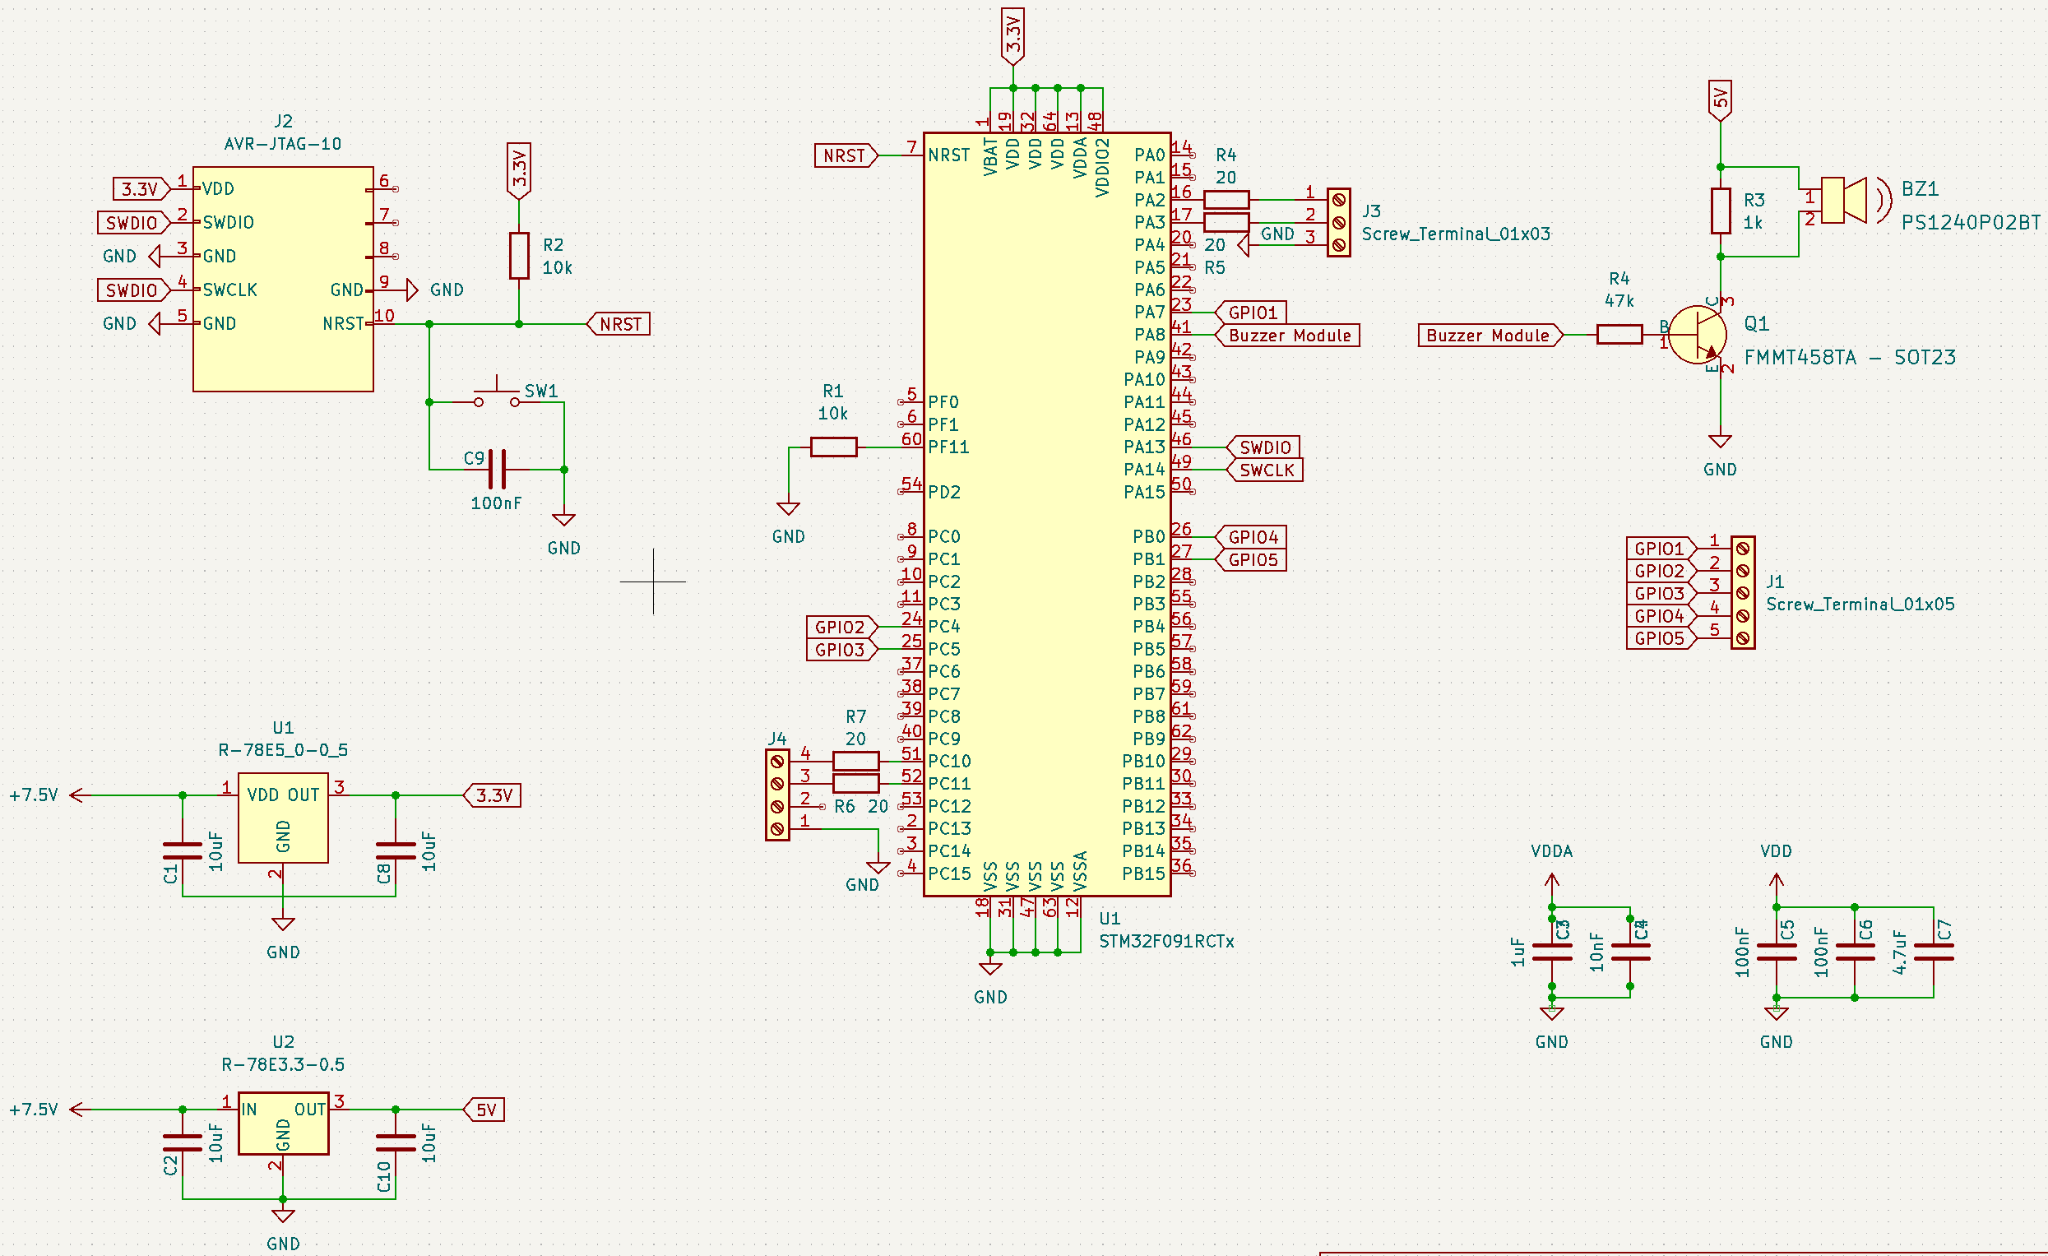 J2
AVR-JTAG-10
3.3V 1 VDD 6
SWDIO 2 SWDIO 7
GND 3 GND 8
SWDIO 4 SWCLK GND 9 GND
GND 5 GND NRST 10 NRST
3.3V
R2
10k
SW1
C9
100nF
GND
U1
R-78E5_0-0_5
+7.5V 1 VDD OUT 3 3.3V
GND
2
C1 10uF
C8 10uF
GND
U2
R-78E3.3-0.5
+7.5V 1 IN OUT 3 5V
GND
2
C2 10uF
C10 10uF
GND
3.3V
1 19 32 64 13 48
VBAT VDD VDD VDD VDDA VDDIO2
NRST 7 NRST
R1
10k
GND
5 PF0
6 PF1
60 PF11
54 PD2
8 PC0
9 PC1
10 PC2
11 PC3
GPIO2 24 PC4
GPIO3 25 PC5
37 PC6
38 PC7
39 PC8
40 PC9
51 PC10
52 PC11
53 PC12
2 PC13
3 PC14
4 PC15
R7
20
J4
4
3
2
1
R6 20
GND
PA0 14
PA1 15
PA2 16
PA3 17
PA4 20
PA5 21
PA6 22
PA7 23 GPIO1
PA8 41 Buzzer Module
PA9 42
PA10 43
PA11 44
PA12 45
PA13 46 SWDIO
PA14 49 SWCLK
PA15 50
PB0 26 GPIO4
PB1 27 GPIO5
PB2 28
PB3 55
PB4 56
PB5 57
PB6 58
PB7 59
PB8 61
PB9 62
PB10 29
PB11 30
PB12 33
PB13 34
PB14 35
PB15 36
VSS VSS VSS VSS VSSA
18 31 47 63 12
U1
STM32F091RCTx
GND
R4
20
1
2
GND 3
20
R5
J3
Screw_Terminal_01x03
5V
R3
1k
1
2
BZ1
PS1240P02BT
R4
47k
Buzzer Module
B
1
C
3
E
2
Q1
FMMT458TA - SOT23
GND
GPIO1 1
GPIO2 2
GPIO3 3
GPIO4 4
GPIO5 5
J1
Screw_Terminal_01x05
VDDA
1uF
10nF
GND
VDD
100nF C5
100nF C6
4.7uF C7
GND